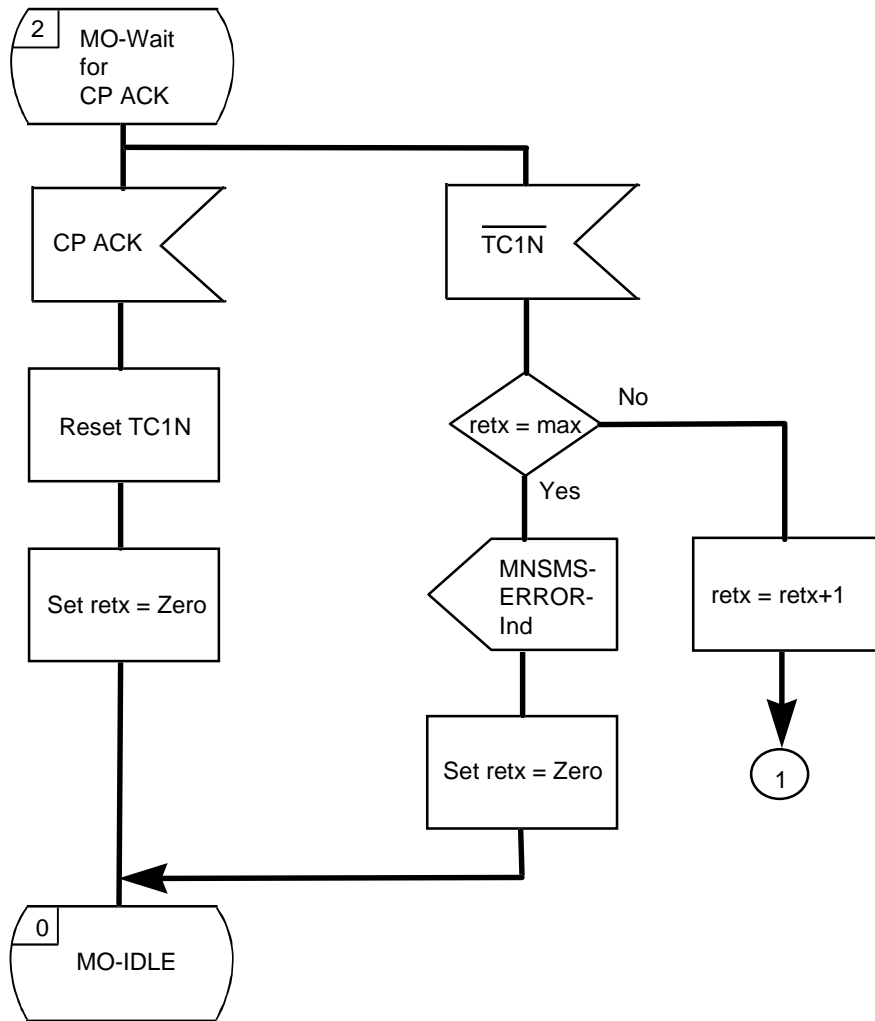 2
MO-Wait
for
CP ACK
CP ACK
TC1N
Reset TC1N
retx = max
No
Yes
Set retx = Zero
MNSMS-
ERROR-
Ind
retx = retx+1
Set retx = Zero
1
0
MO-IDLE